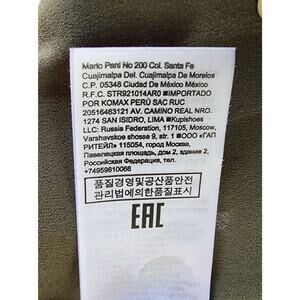 Mario Pani No 200 Col. Santa Fe
Cuajimalpa Del. Cuajimalpa De Morelos
C.P. 05348 Ciudad De México México
R.F.C. STR921014AR0 ■IMPORTADO
POR KOMAX PERÚ SAC RUC
20516463121 AV. CAMINO REAL NRO.
1274 SAN ISIDRO, LIMA ■Kupishoes
LLC: Russia Federation, 117105, Moscow,
Varshavskoe shosse 9, str. 1 ■ООО «ГАП
РИТЕЙЛ» 115054, город Москва,
Павелецкая площадь, дом 2, здание 2,
Российская Федерация тел.:
+74959810066
품질경영및공산품안전
관리법에의한품질표시
EAC